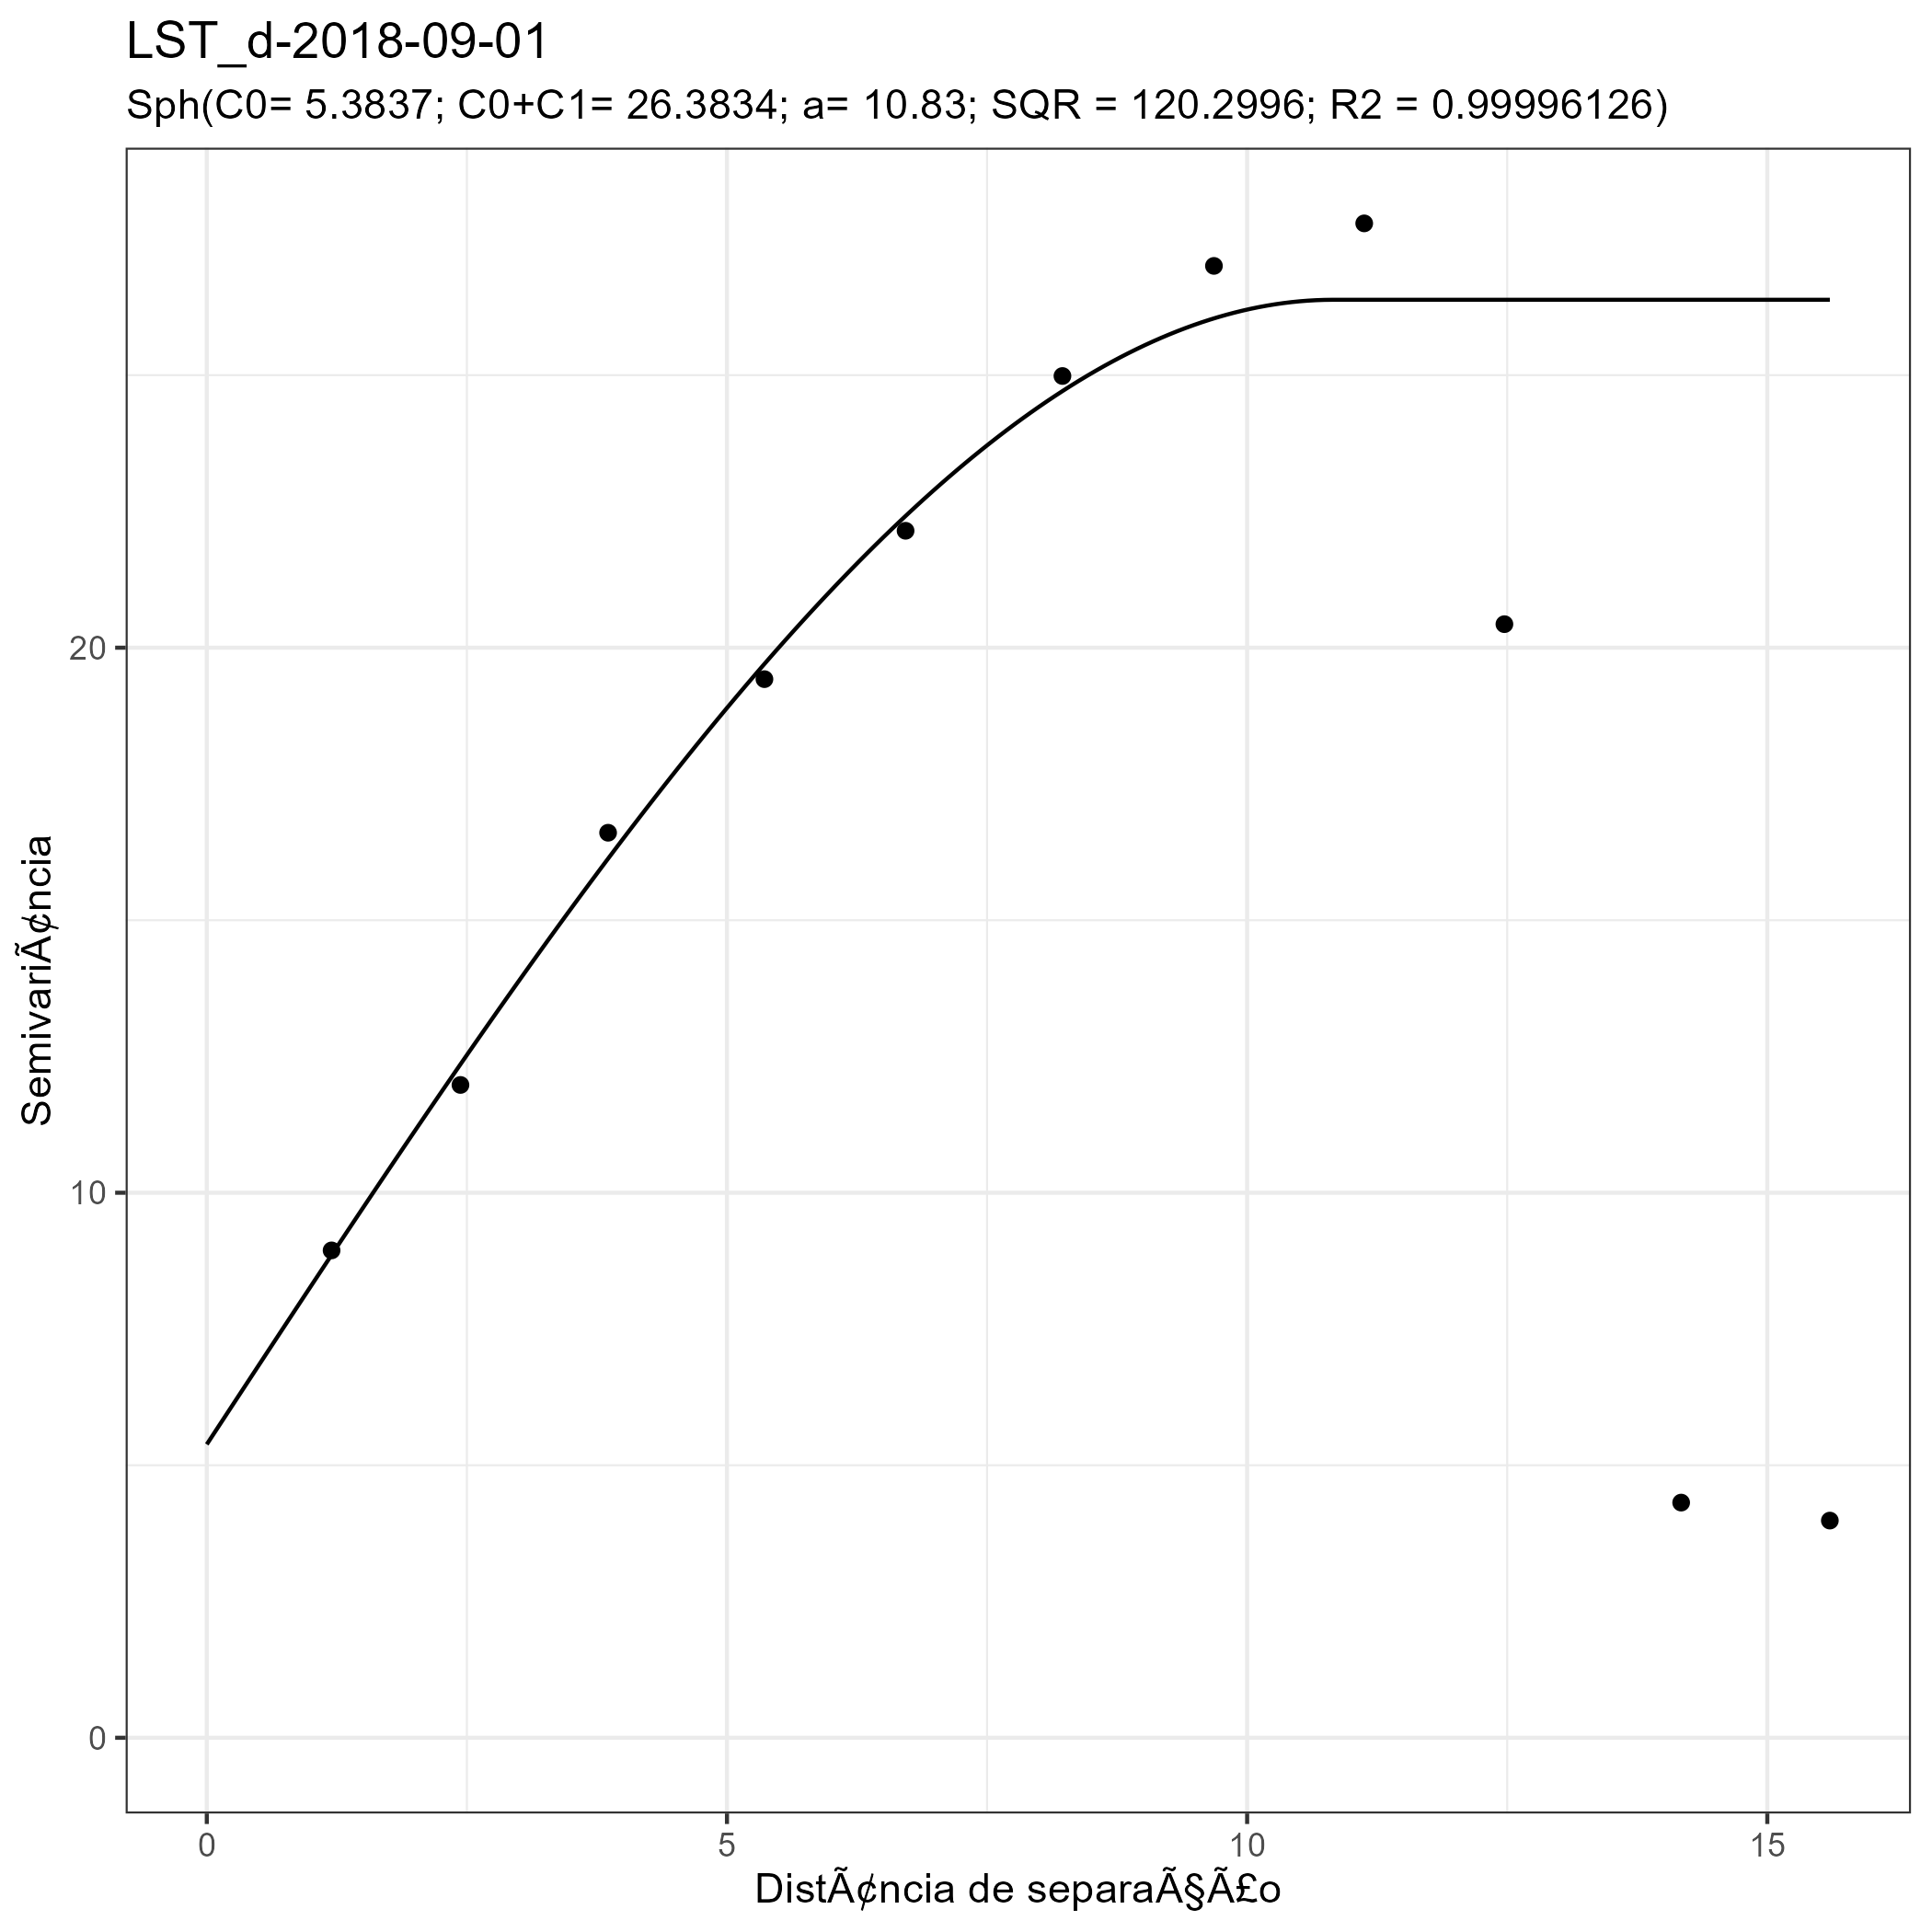 LST_d-2018-09-01
Sph(C0= 5.3837; C0+C1= 26.3834; a= 10.83; SQR = 120.2996; R2 = 0.99996126)
SemivariÃ¢ncia
20
10
0
0 5 10 15
DistÃ¢ncia de separaÃ§Ã£o